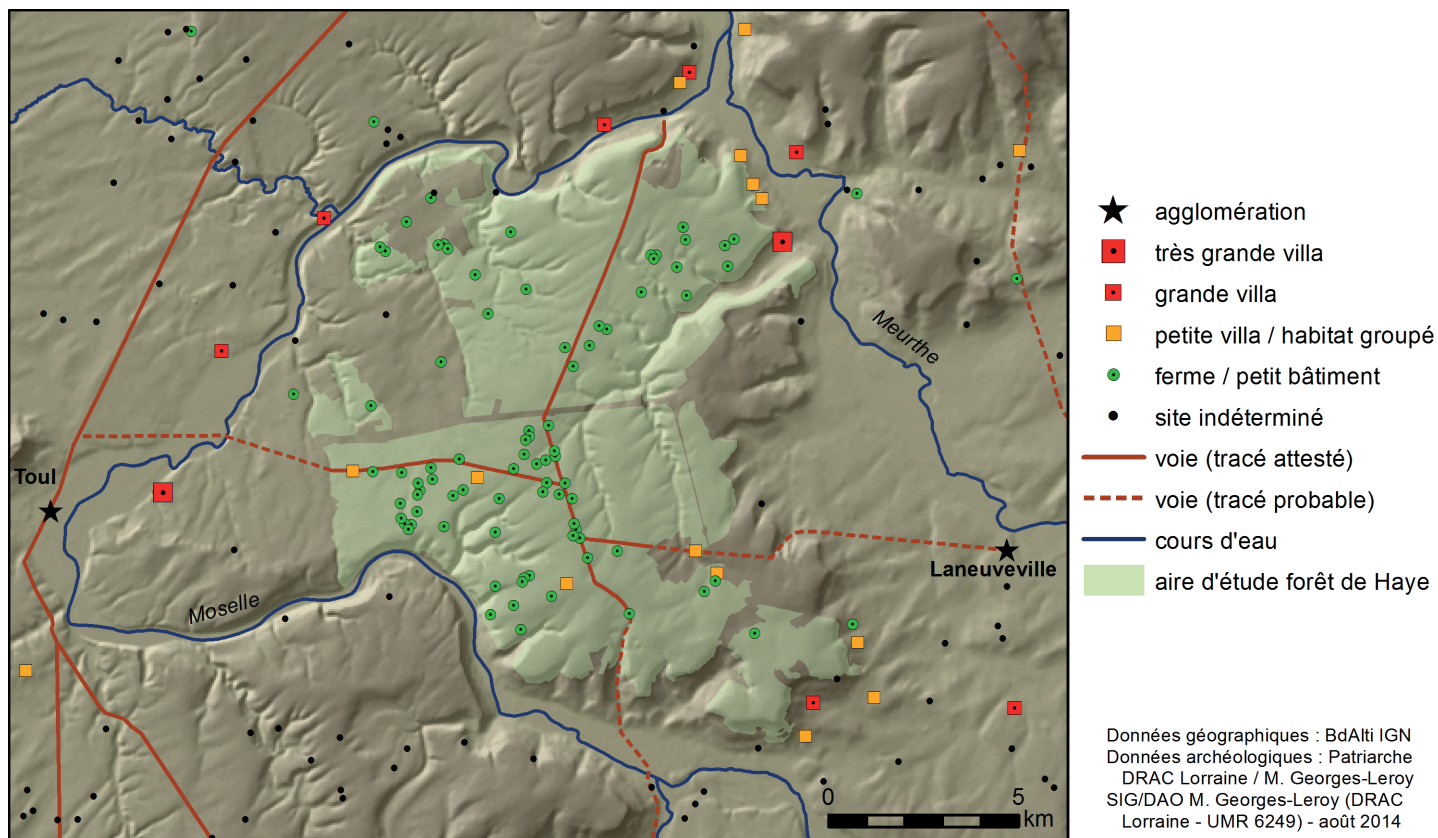 Toul
Moselle
Meurthe
Laneuveville
0 5
km
agglomération
très grande villa
grande villa
petite villa / habitat groupé
ferme / petit bâtiment
site indéterminé
voie (tracé attesté)
voie (tracé probable)
cours d'eau
aire d'étude forêt de Haye
Données géographiques : BdAlti IGN
Données archéologiques : Patriarche
DRAC Lorraine / M. Georges-Leroy
SIG/DAO M. Georges-Leroy (DRAC
Lorraine - UMR 6249) - août 2014